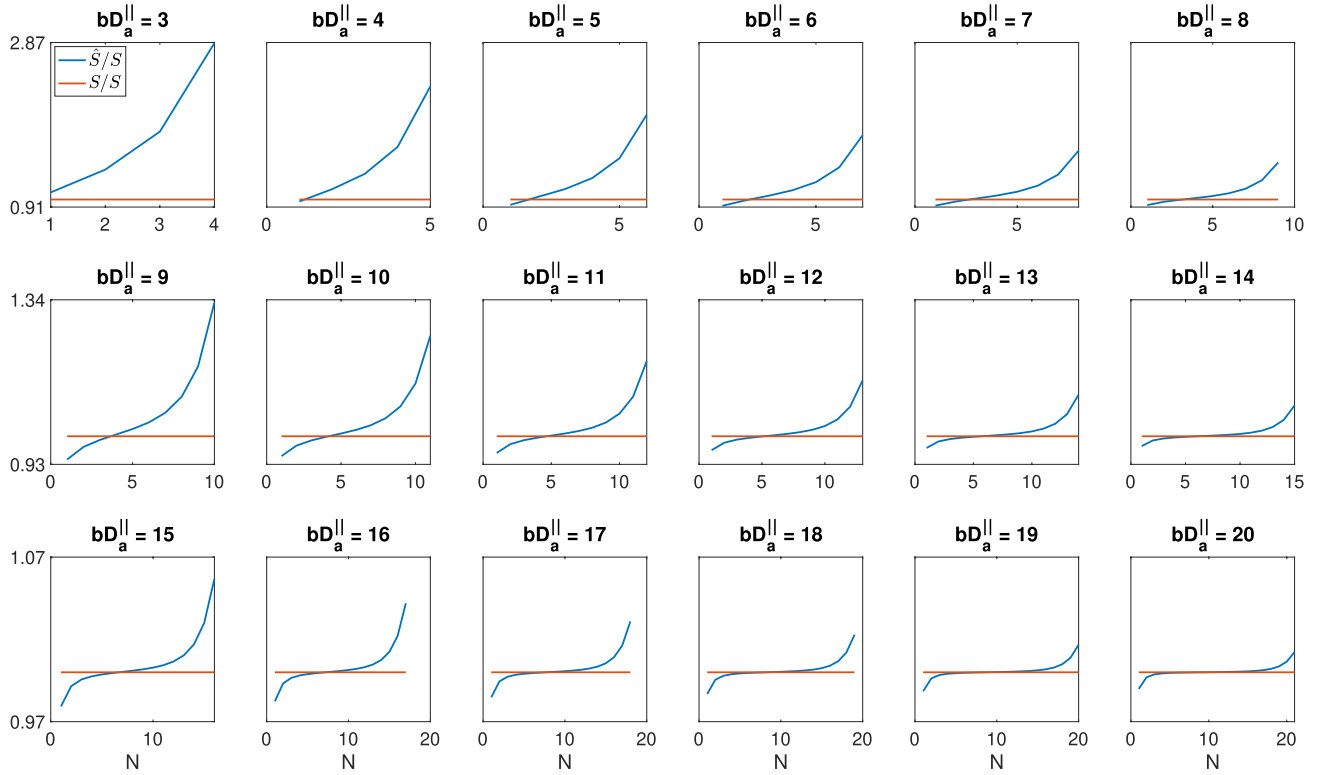 bD_a^|| = 3 bD_a^|| = 4 bD_a^|| = 5 bD_a^|| = 6 bD_a^|| = 7 bD_a^|| = 8
2.87
Ŝ/S
S/S
0.91
1 2 3 4 0 5 0 5 0 5 0 5 0 5 10
bD_a^|| = 9 bD_a^|| = 10 bD_a^|| = 11 bD_a^|| = 12 bD_a^|| = 13 bD_a^|| = 14
1.34
0.93
0 5 10 0 5 10 0 5 10 0 5 10 0 5 10 0 5 10 15
bD_a^|| = 15 bD_a^|| = 16 bD_a^|| = 17 bD_a^|| = 18 bD_a^|| = 19 bD_a^|| = 20
1.07
0.97
0 10 0 10 20 0 10 20 0 10 20 0 10 20 0 10 20
N N N N N N